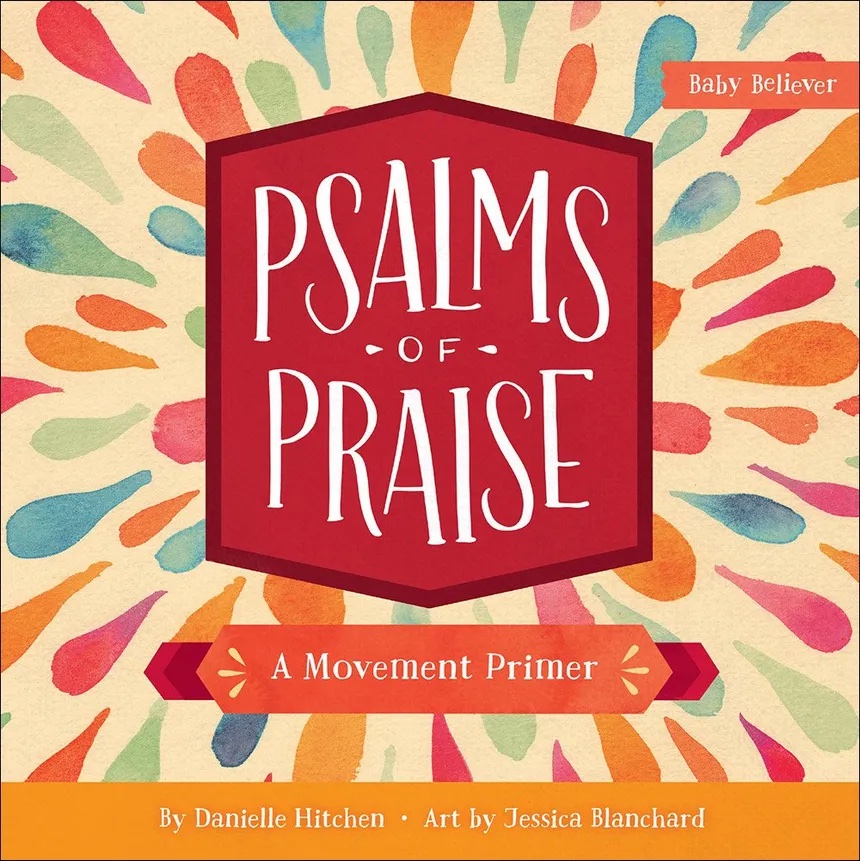 Baby Believer
PSALMS
OF
PRAISE
A Movement Primer
By Danielle Hitchen • Art by Jessica Blanchard